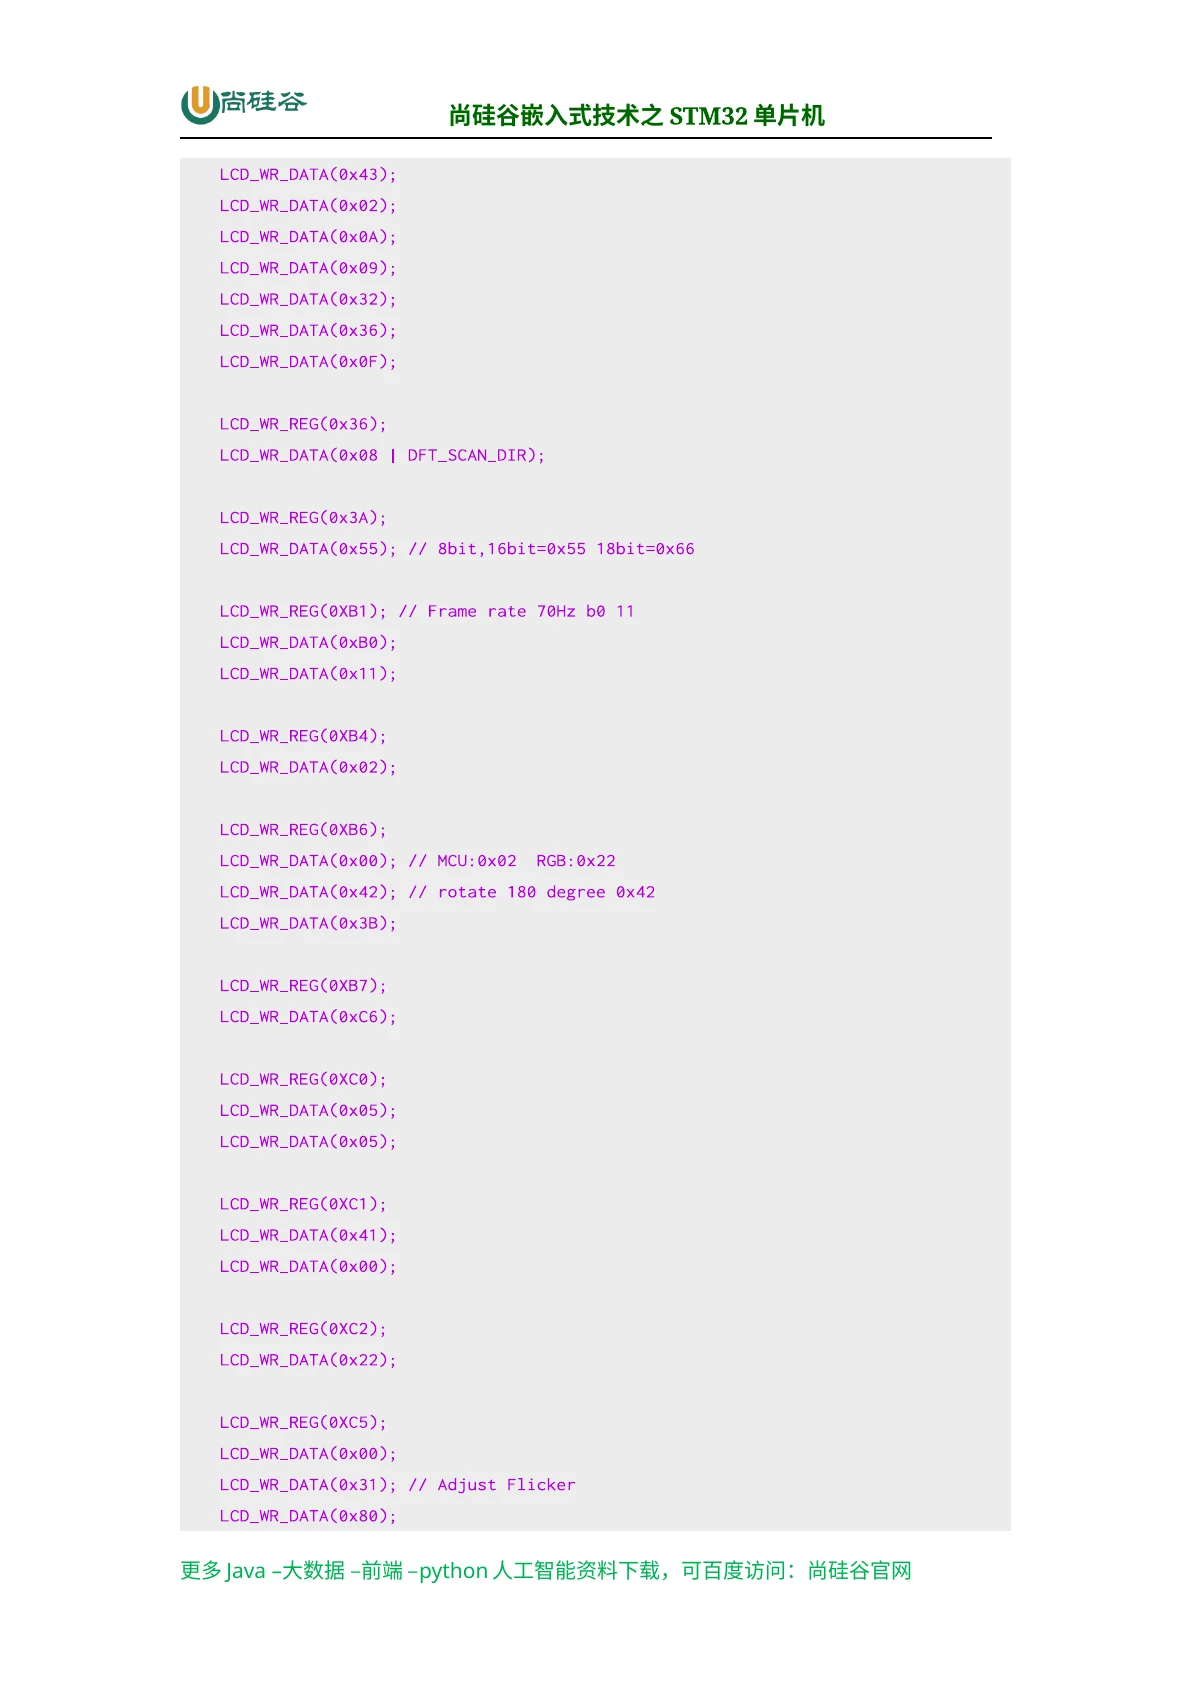 尚硅谷
尚硅谷嵌入式技术之 STM32 单片机
LCD_WR_DATA(0x43);
LCD_WR_DATA(0x02);
LCD_WR_DATA(0x0A);
LCD_WR_DATA(0x09);
LCD_WR_DATA(0x32);
LCD_WR_DATA(0x36);
LCD_WR_DATA(0x0F);
LCD_WR_REG(0x36);
LCD_WR_DATA(0x08 | DFT_SCAN_DIR);
LCD_WR_REG(0x3A);
LCD_WR_DATA(0x55); // 8bit,16bit=0x55 18bit=0x66
LCD_WR_REG(0XB1); // Frame rate 70Hz b0 11
LCD_WR_DATA(0xB0);
LCD_WR_DATA(0x11);
LCD_WR_REG(0XB4);
LCD_WR_DATA(0x02);
LCD_WR_REG(0XB6);
LCD_WR_DATA(0x00); // MCU:0x02  RGB:0x22
LCD_WR_DATA(0x42); // rotate 180 degree 0x42
LCD_WR_DATA(0x3B);
LCD_WR_REG(0XB7);
LCD_WR_DATA(0xC6);
LCD_WR_REG(0XC0);
LCD_WR_DATA(0x05);
LCD_WR_DATA(0x05);
LCD_WR_REG(0XC1);
LCD_WR_DATA(0x41);
LCD_WR_DATA(0x00);
LCD_WR_REG(0XC2);
LCD_WR_DATA(0x22);
LCD_WR_REG(0XC5);
LCD_WR_DATA(0x00);
LCD_WR_DATA(0x31); // Adjust Flicker
LCD_WR_DATA(0x80);
更多 Java –大数据 –前端 –python 人工智能资料下载，可百度访问：尚硅谷官网